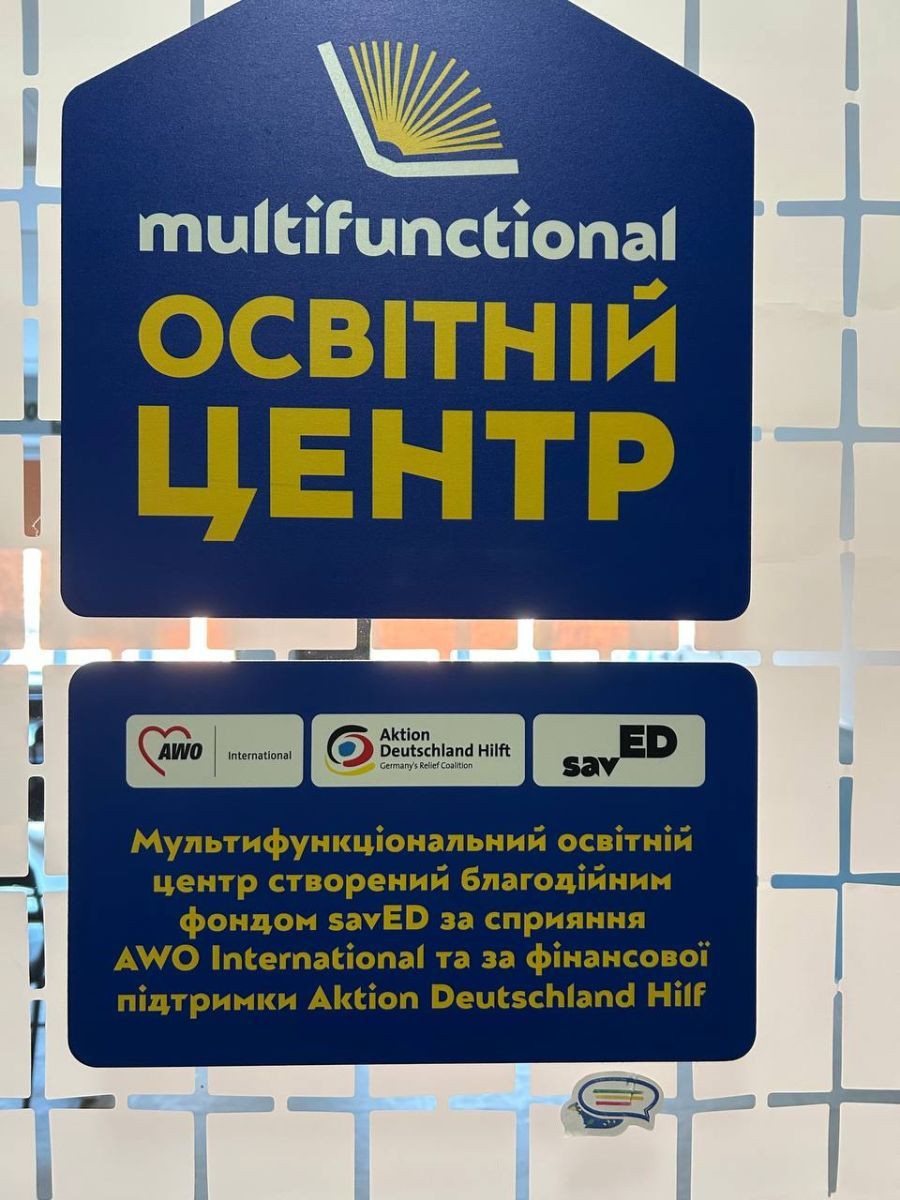 multifunctional
ОСВІТНІЙ
ЦЕНТР
AWO International
Aktion
Deutschland Hilft
Germany's Relief Coalition
savED
Мультифункціональний освітній
центр створений благодійним
фондом savED за сприяння
AWO International та за фінансової
підтримки Aktion Deutschland Hilf